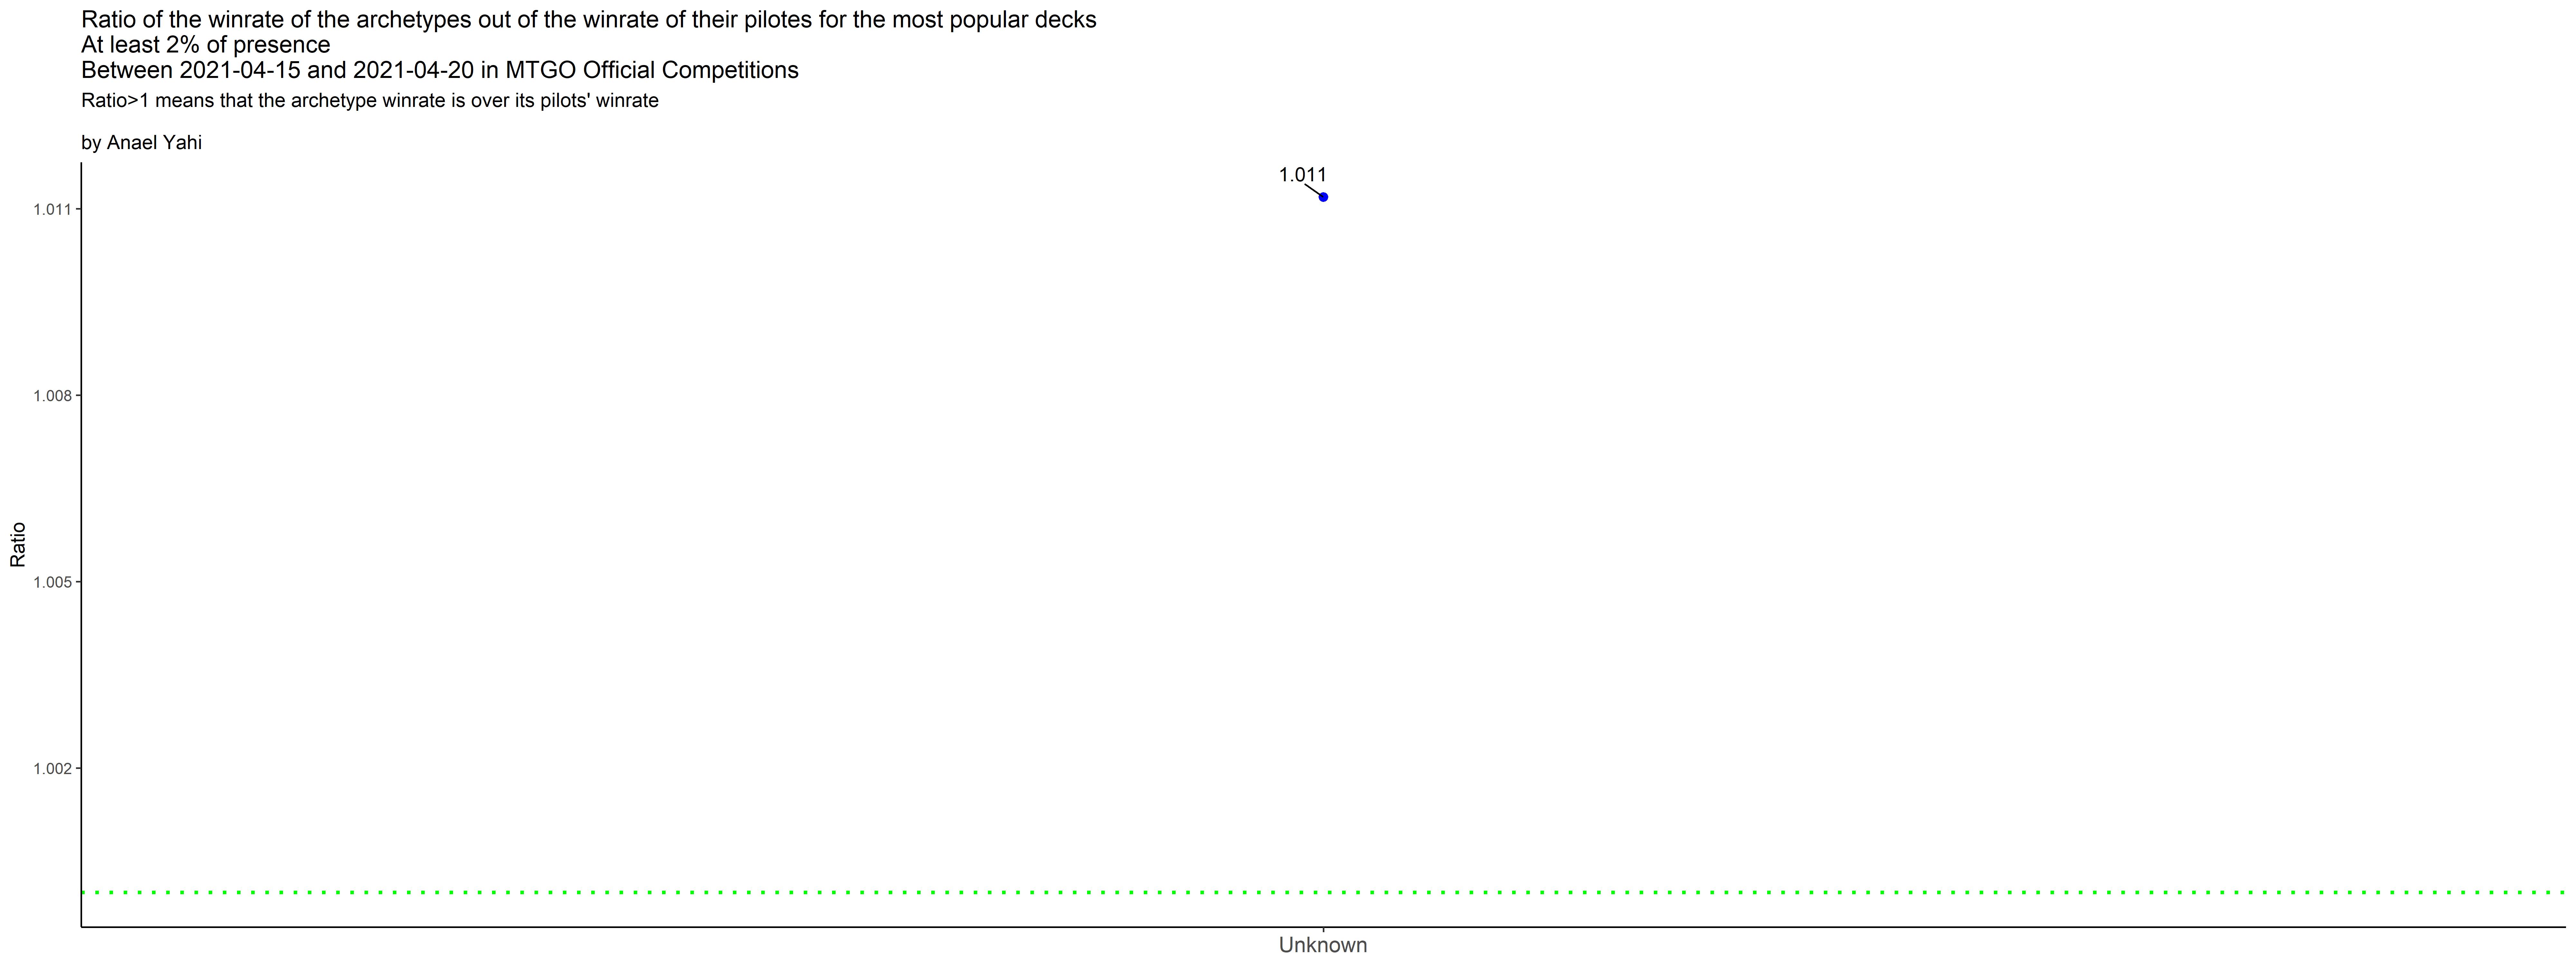 Ratio of the winrate of the archetypes out of the winrate of their pilotes for the most popular decks
At least 2% of presence
Between 2021-04-15 and 2021-04-20 in MTGO Official Competitions
Ratio>1 means that the archetype winrate is over its pilots' winrate
by Anael Yahi
1.011
1.011
1.008
1.005
1.002
Ratio
Unknown